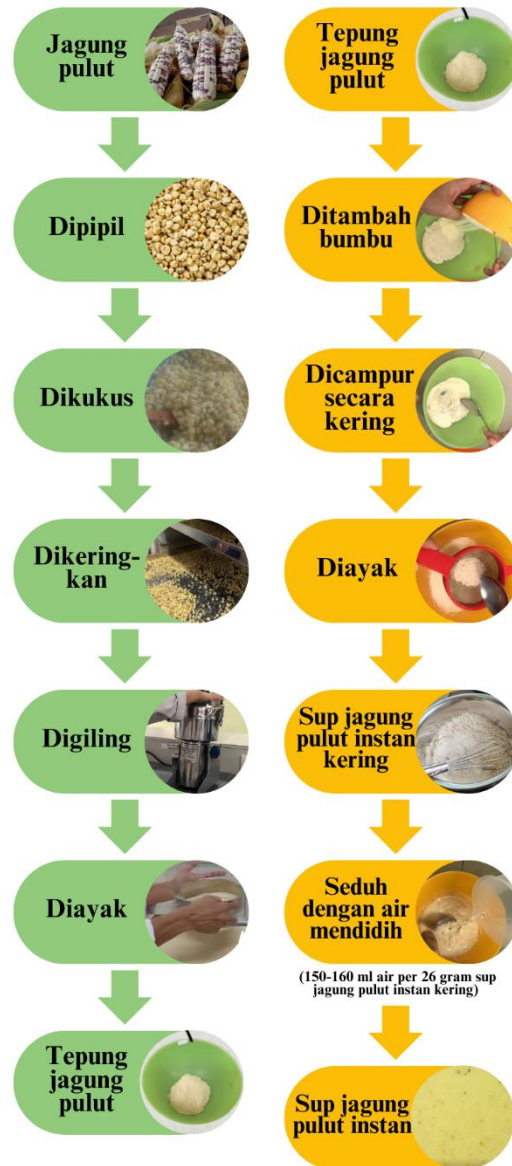 Jagung
pulut
Dipipil
Dikukus
Dikering-
kan
Digiling
Diayak
Tepung
jagung
pulut
Tepung
jagung
pulut
Ditambah
bumbu
Dicampur
secara
kering
Diayak
Sup jagung
pulut instan
kering
Seduh
dengan air
mendidih
(150-160 ml air per 26 gram sup
jagung pulut instan kering)
Sup jagung
pulut instan